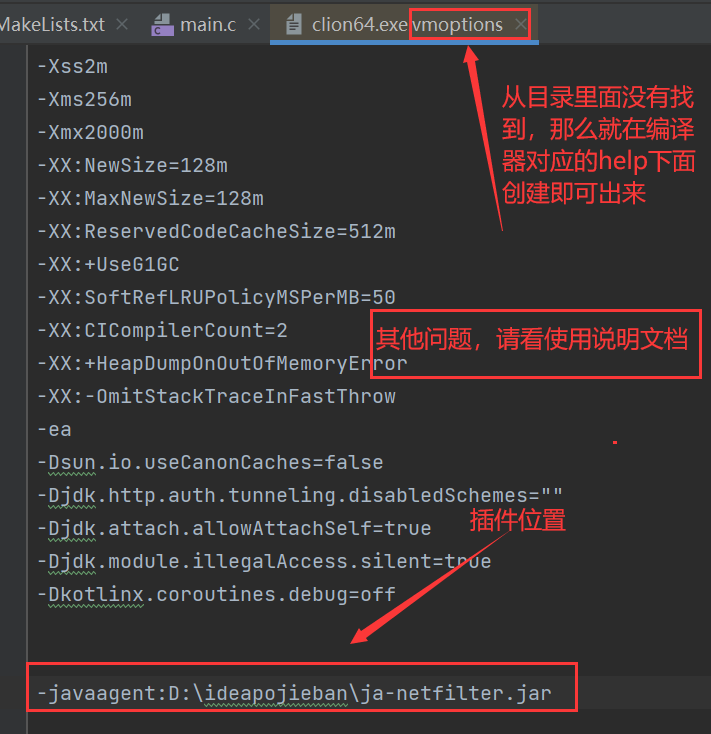 MakeLists.txt
main.c
clion64.exe vmoptions
-Xss2m
-Xms256m
-Xmx2000m
-XX:NewSize=128m
-XX:MaxNewSize=128m
-XX:ReservedCodeCacheSize=512m
-XX:+UseG1GC
-XX:SoftRefLRUPolicyMSPerMB=50
-XX:CICompilerCount=2
-XX:+HeapDumpOnOutOfMemoryError
-XX:-OmitStackTraceInFastThrow
-ea
-Dsun.io.useCanonCaches=false
-Djdk.http.auth.tunneling.disabledSchemes=""
-Djdk.attach.allowAttachSelf=true
-Djdk.module.illegalAccess.silent=true
-Dkotlinx.coroutines.debug=off
-javaagent:D:\ideapojieban\ja-netfilter.jar
从目录里面没有找
到，那么就在编译
器对应的help下面
创建即可出来
其他问题，请看使用说明文档
插件位置